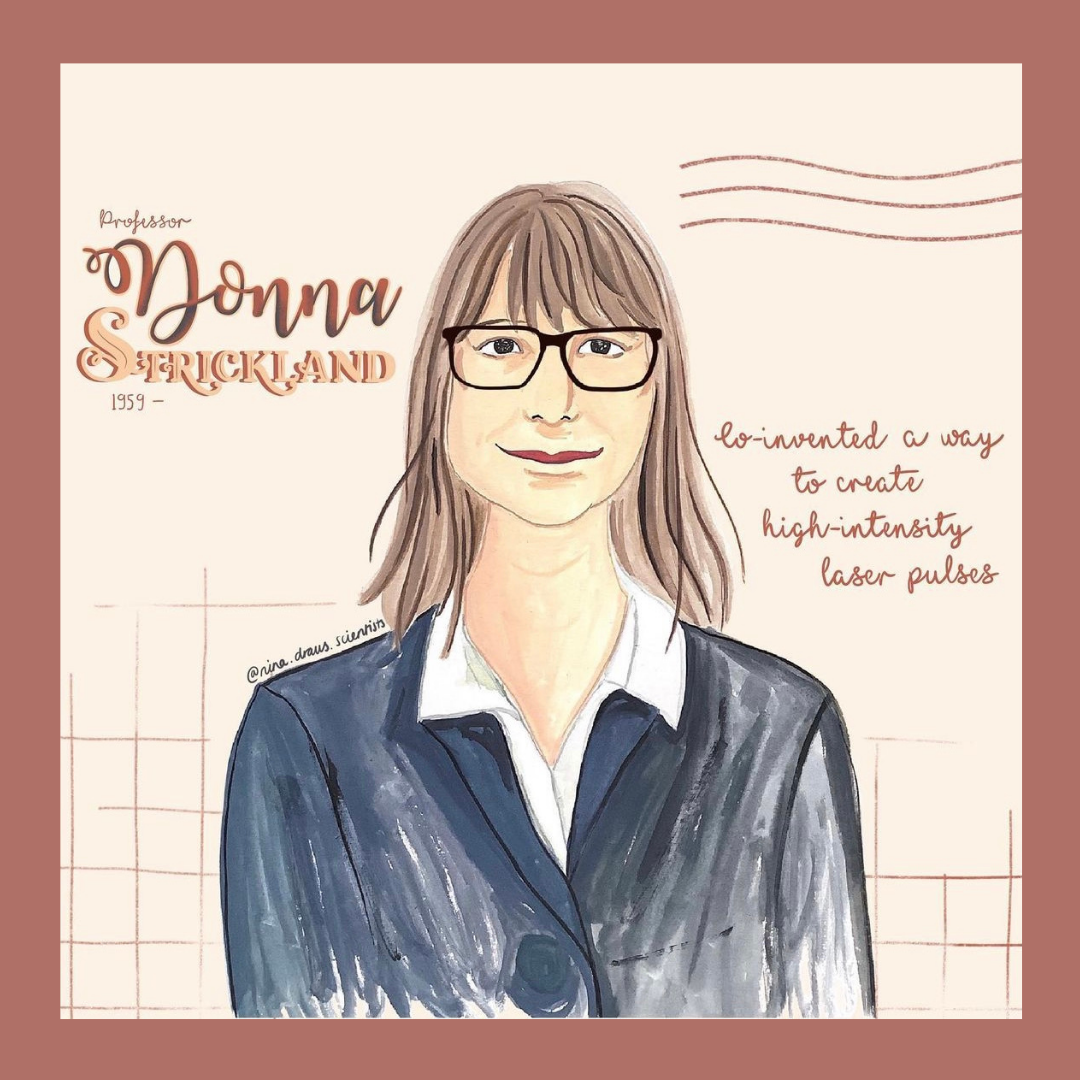 Professor
Donna
STRICKLAND
1959 –
Co-invented a way
to create
high-intensity
laser pulses
@nina.draws.scientists